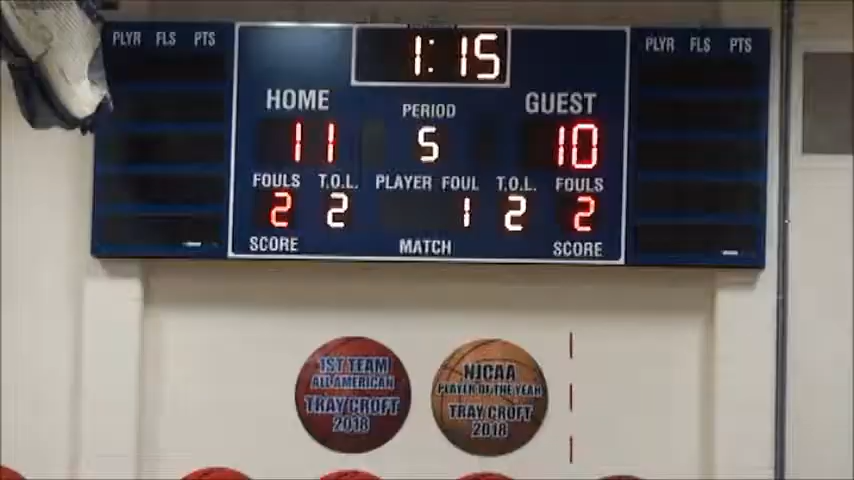 PLYR FLS PTS
1:15
PLYR FLS PTS
HOME PERIOD GUEST
11 5 10
FOULS T.O.L. PLAYER FOUL T.O.L. FOULS
2 2 1 2 2
SCORE MATCH SCORE
1ST TEAM
ALL AMERICAN
TRAY CROFT
2018
NJCAA
PLAYER OF THE YEAR
TRAY CROFT
2018